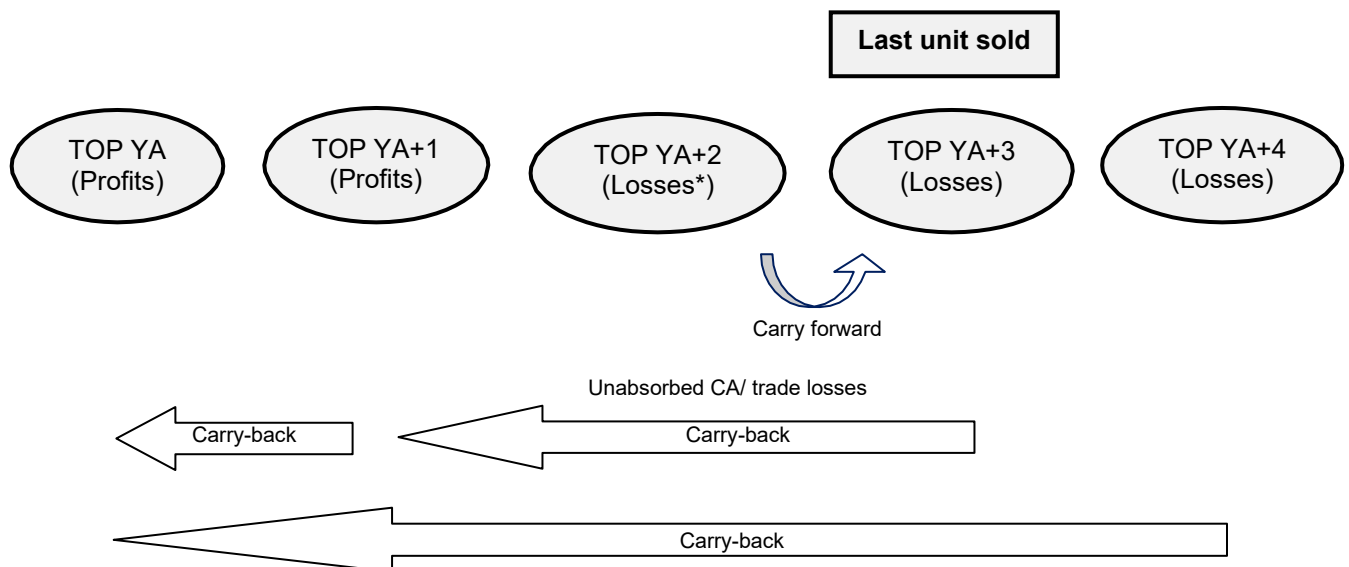 Last unit sold
TOP YA
(Profits)
TOP YA+1
(Profits)
TOP YA+2
(Losses*)
TOP YA+3
(Losses)
TOP YA+4
(Losses)
Carry forward
Unabsorbed CA/ trade losses
Carry-back
Carry-back
Carry-back